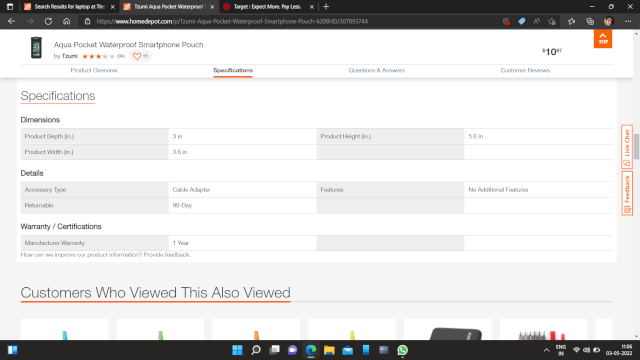 Search Results for laptop at The
Tzumi Aqua Pocket Waterproof S
Target : Expect More. Pay Less.
https://www.homedepot.com/p/Tzumi-Aqua-Pocket-Waterproof-Smartphone-Pouch-6200HD/307093744
Aqua Pocket Waterproof Smartphone Pouch
by Tzumi (94) 15
$10.97
TOP
Product Overview Specifications Questions & Answers Customer Reviews
Specifications
Dimensions
Product Depth (in.) 3 in Product Height (in.) 5.6 in
Product Width (in.) 3.6 in
Details
Accessory Type Cable Adapter Features No Additional Features
Returnable 90-Day
Warranty / Certifications
Manufacturer Warranty 1 Year
How can we improve our product information? Provide feedback.
Live Chat
Feedback
Customers Who Viewed This Also Viewed
ENG
IN
11:06
03-05-2022